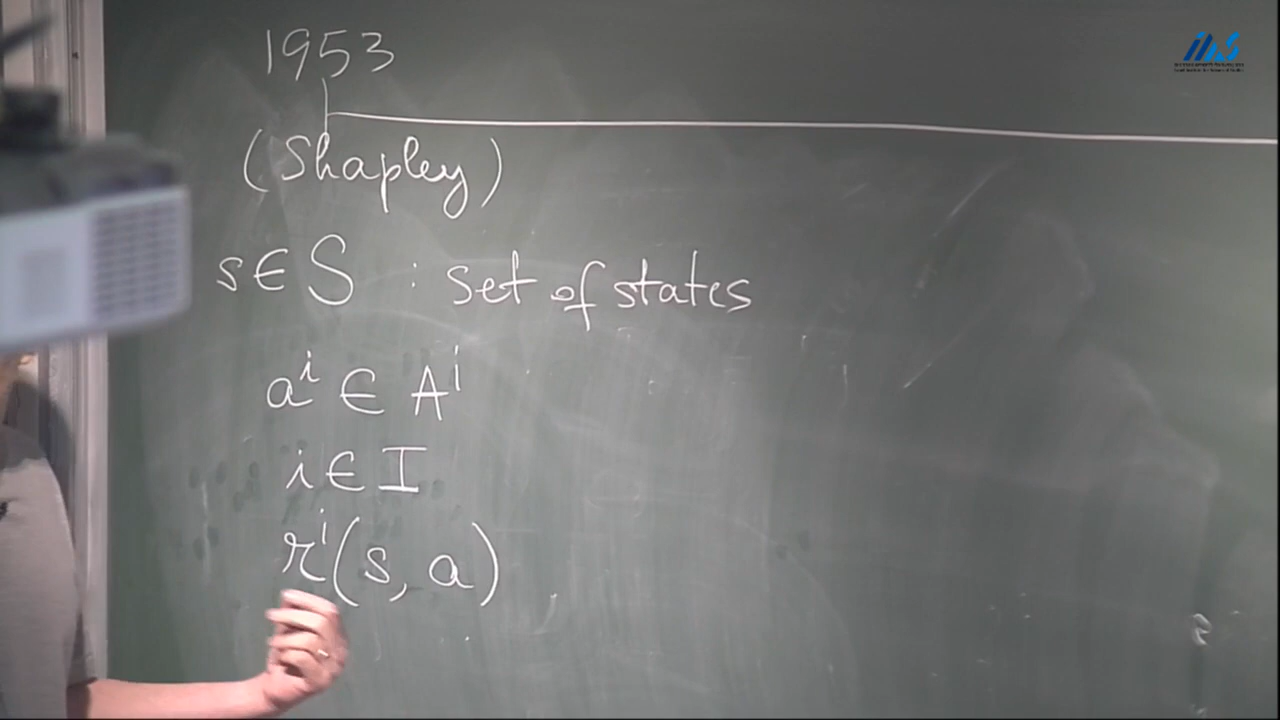 1953
(Shapley)
s ∈ S : set of states
aⁱ ∈ Aⁱ
i ∈ I
rⁱ(s, a)